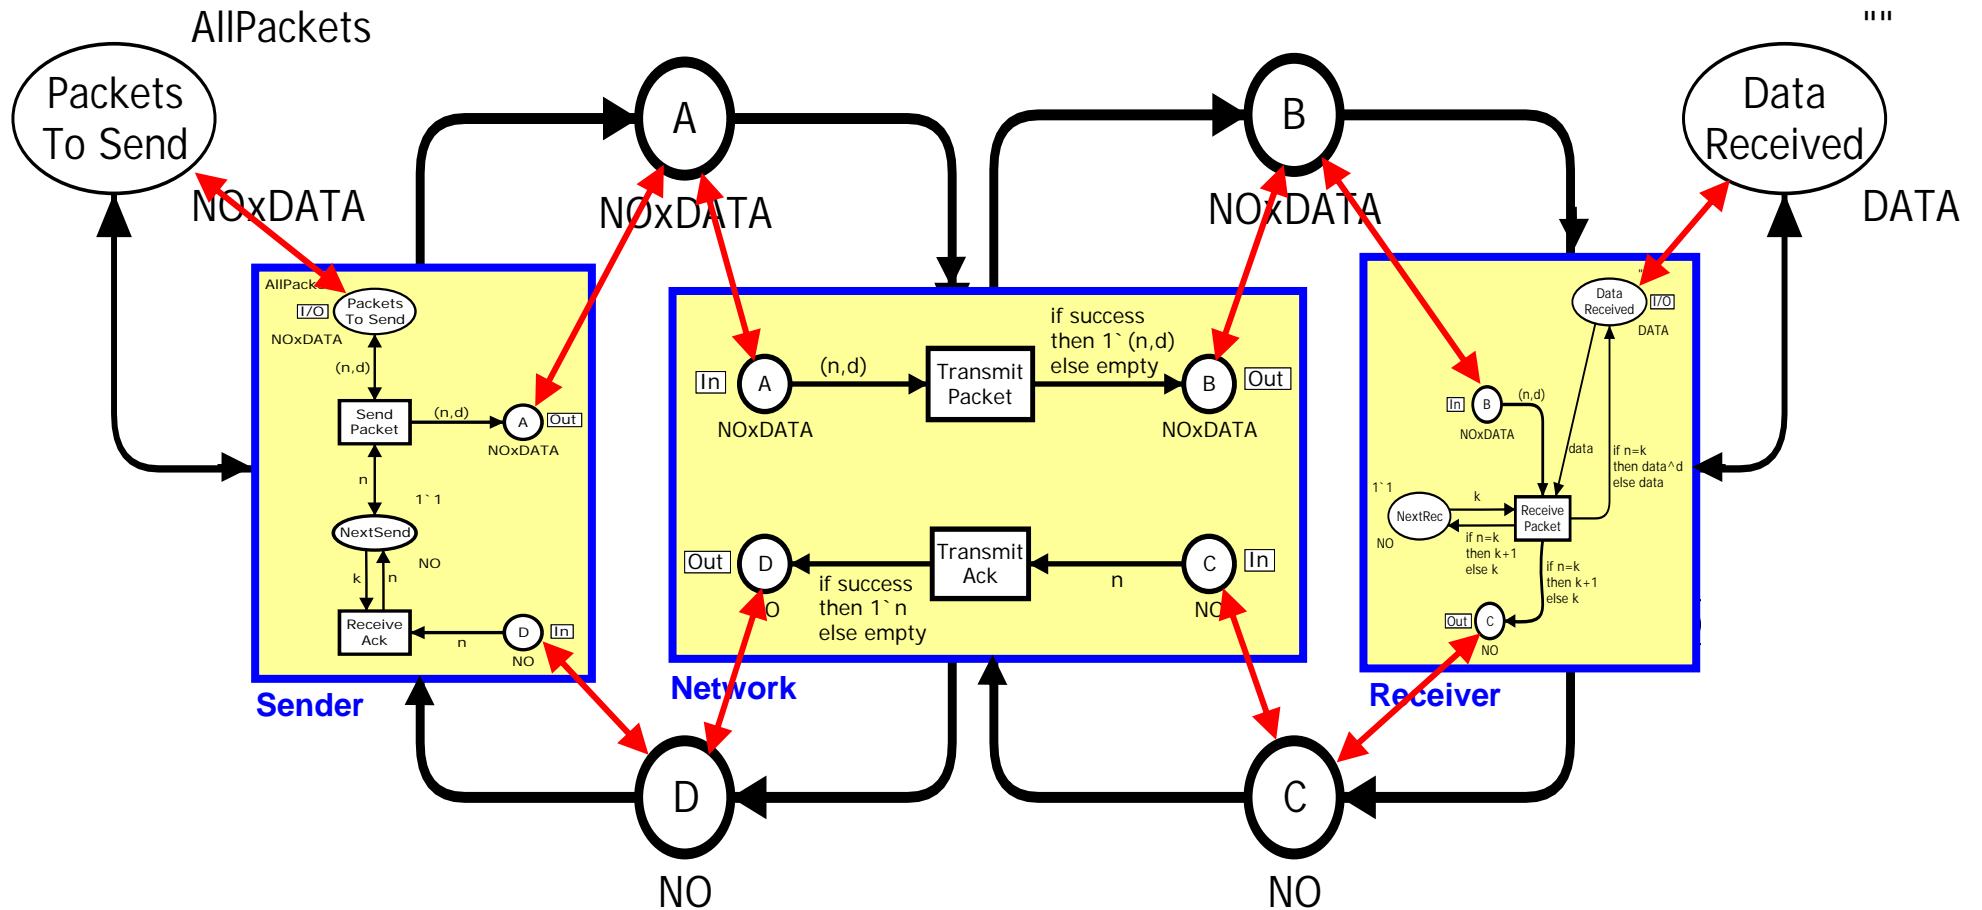 AllPackets
""
Packets
To Send
A
B
Data
Received
NOxDATA
NOxDATA
NOxDATA
DATA
AllPacket
I/O
Packets
To Send
NOxDATA
(n,d)
Send
Packet
(n,d)
A
Out
NOxDATA
n
1`1
NextSend
NO
k
n
Receive
Ack
n
D
In
NO
Sender
In
A
(n,d)
NOxDATA
Transmit
Packet
if success
then 1`(n,d)
else empty
B
Out
NOxDATA
Out
D
NO
if success
then 1`n
else empty
Transmit
Ack
n
C
In
NO
Network
"
Data
Received
I/O
DATA
In
B
(n,d)
NOxDATA
data
if n=k
then data^d
else data
1`1
NextRec
NO
k
Receive
Packet
if n=k
then k+1
else k
if n=k
then k+1
else k
Out
C
NO
Receiver
D
C
NO
NO